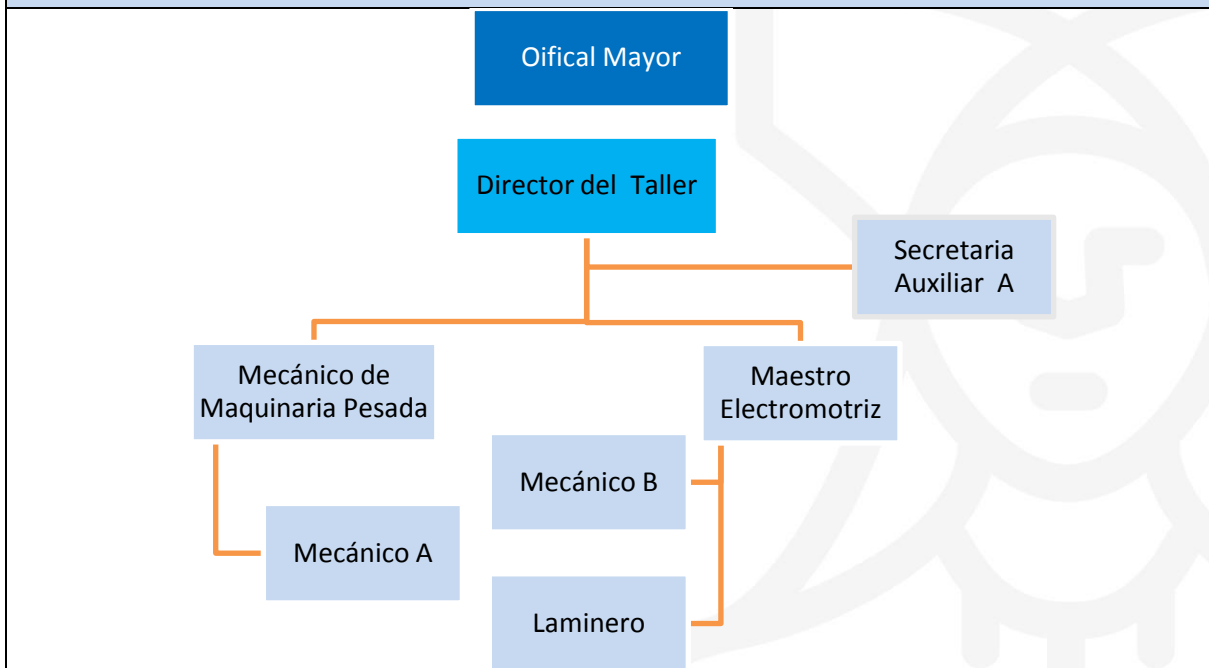 Oifical Mayor
Director del Taller
Secretaria
Auxiliar A
Mecánico de
Maquinaria Pesada
Maestro
Electromotriz
Mecánico B
Mecánico A
Laminero